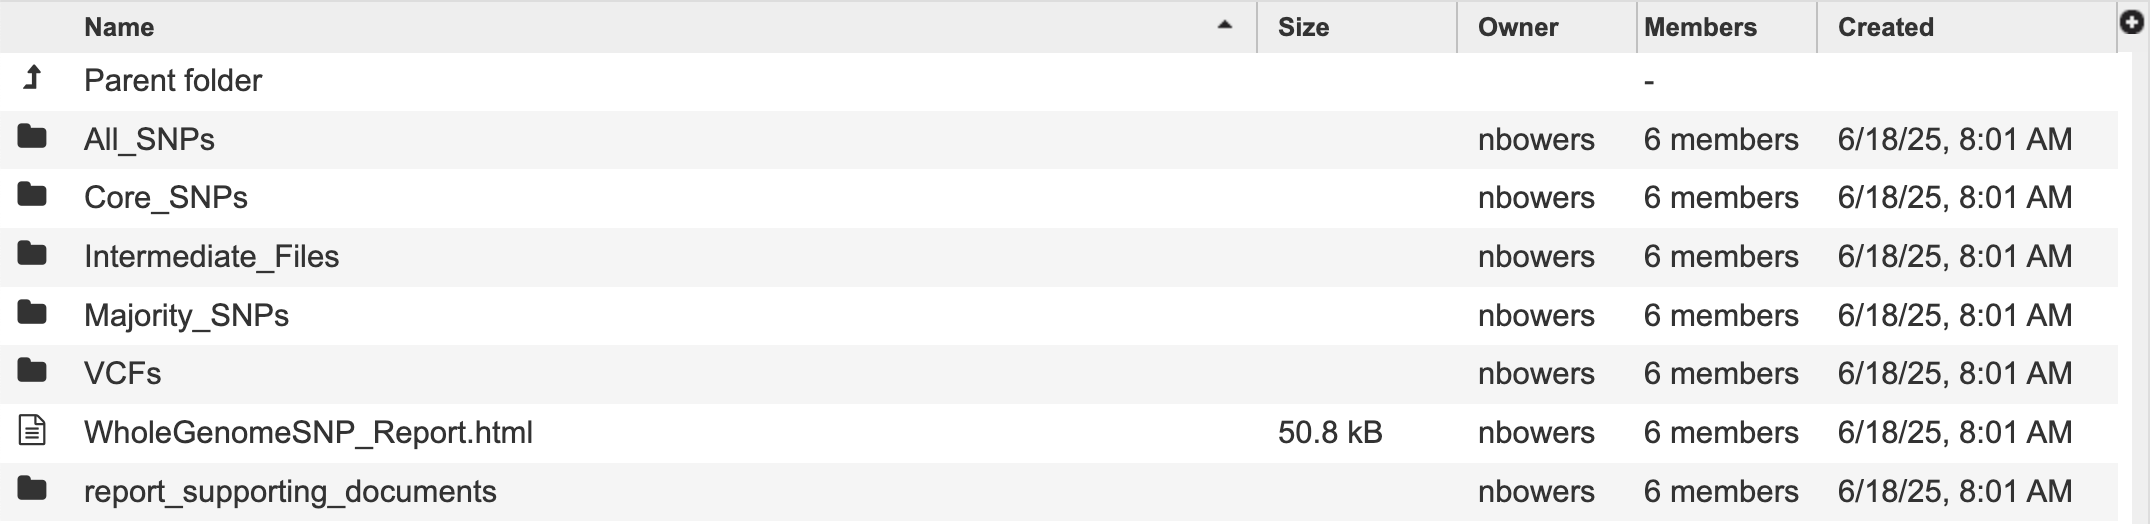 Name Size Owner Members Created
Parent folder -
All_SNPs nbowers 6 members 6/18/25, 8:01 AM
Core_SNPs nbowers 6 members 6/18/25, 8:01 AM
Intermediate_Files nbowers 6 members 6/18/25, 8:01 AM
Majority_SNPs nbowers 6 members 6/18/25, 8:01 AM
VCFs nbowers 6 members 6/18/25, 8:01 AM
WholeGenomeSNP_Report.html 50.8 kB nbowers 6 members 6/18/25, 8:01 AM
report_supporting_documents nbowers 6 members 6/18/25, 8:01 AM